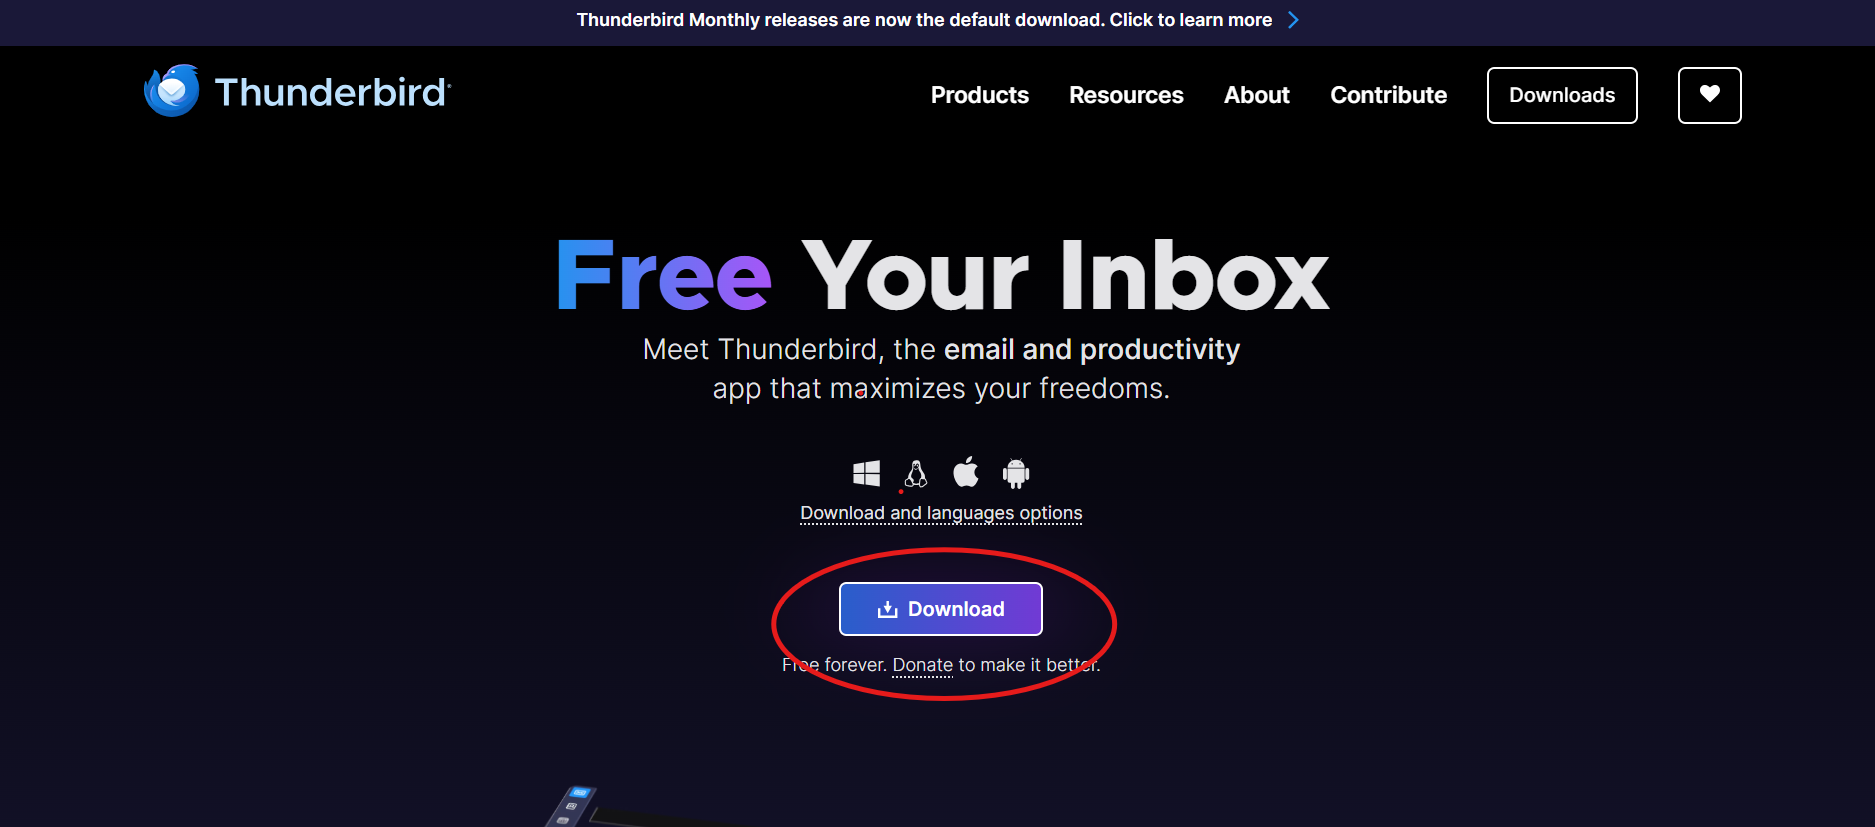 Thunderbird Monthly releases are now the default download. Click to learn more
Thunderbird
Products Resources About Contribute Downloads
Free Your Inbox
Meet Thunderbird, the email and productivity
app that maximizes your freedoms.
Download and languages options
Download
Free forever. Donate to make it better.